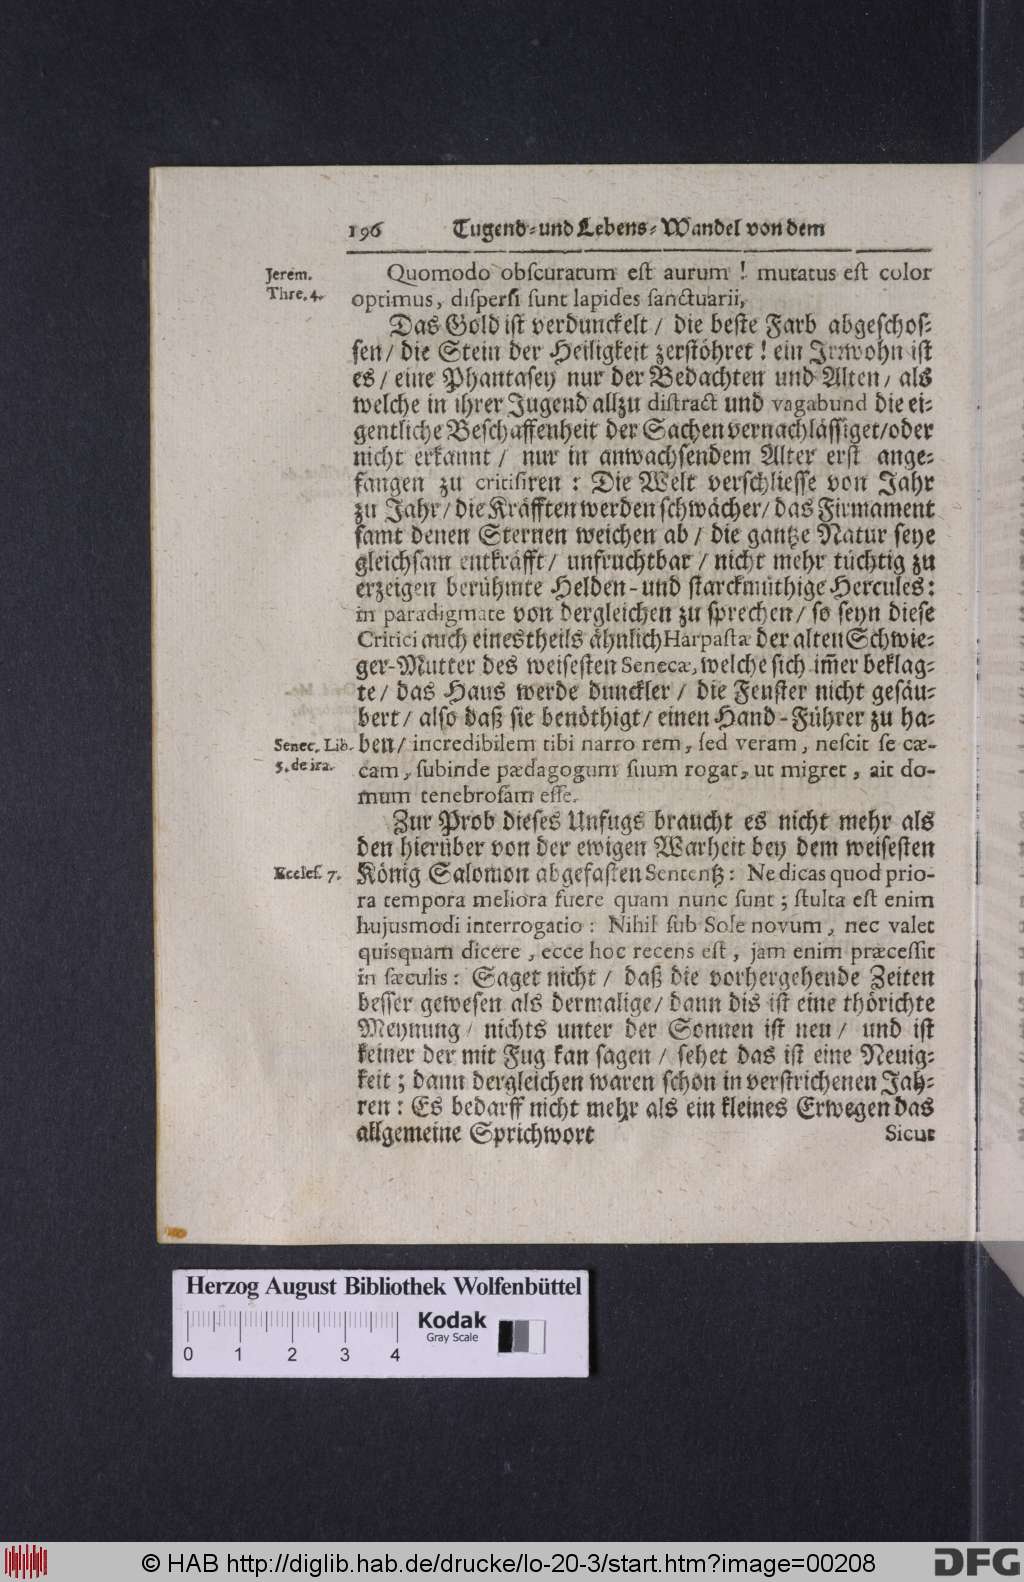 196 Tugend- und Lebens-Wandel von dem
Jerem.
Thre. 4.
Quomodo obscuratum est aurum! mutatus est color
optimus, dispersi sunt lapides sanctuarii,
Das Gold ist verdunckelt / die beste Farb abgeschos-
sen / die Stein der Heiligkeit zerstöhret! ein Irrwohn ist
es / eine Phantasey nur der Bedachten und Alten / als
welche in ihrer Jugend allzu distract und vagabund die ei-
gentliche Beschaffenheit der Sachen vernachlässiget / oder
nicht erkannt / nur in anwachsendem Alter erst ange-
fangen zu critisiren: Die Welt verschliesse von Jahr
zu Jahr / die Kräfften werden schwächer / das Firmament
samt denen Sternen weichen ab / die gantze Natur seye
gleichsam entkräfft / unfruchtbar / nicht mehr tüchtig zu
erzeigen berühmte Helden- und starckmüthige Hercules:
in paradigmate von dergleichen zu sprechen / so seyn diese
Critici auch einestheils ähnlich Harpastæ der alten Schwie-
ger-Mutter des weisesten Senecæ, welche sich im̃er beklag-
te / das Haus werde dunckler / die Fenster nicht gesäu-
bert / also daß sie benöthigt / einen Hand-Führer zu ha-
Senec. Lib.
5. de ira.
ben / incredibilem tibi narro rem, sed veram, nescit se cæ-
cam, subinde pædagogum suum rogat, ut migret, ait do-
mum tenebrosam esse.
Zur Prob dieses Unfugs braucht es nicht mehr als
den hierüber von der ewigen Warheit bey dem weisesten
Eccles. 7.
König Salomon abgefasten Sententz: Ne dicas quod prio-
ra tempora meliora fuere quam nunc sunt; stulta est enim
hujusmodi interrogatio: Nihil sub Sole novum, nec valet
quisquam dicere, ecce hoc recens est, jam enim præcessit
in sæculis: Saget nicht / daß die vorhergehende Zeiten
besser gewesen als dermalige / dann dis ist eine thörichte
Meynung / nichts unter der Sonnen ist neu / und ist
keiner der mit Fug kan sagen / sehet das ist eine Neuig-
keit; dann dergleichen waren schon in verstrichenen Jah-
ren: Es bedarff nicht mehr als ein kleines Erwegen das
allgemeine Sprichwort
Sicut
Herzog August Bibliothek Wolfenbüttel
Kodak
Gray Scale
0 1 2 3 4
© HAB http://diglib.hab.de/drucke/lo-20-3/start.htm?image=00208
DFG